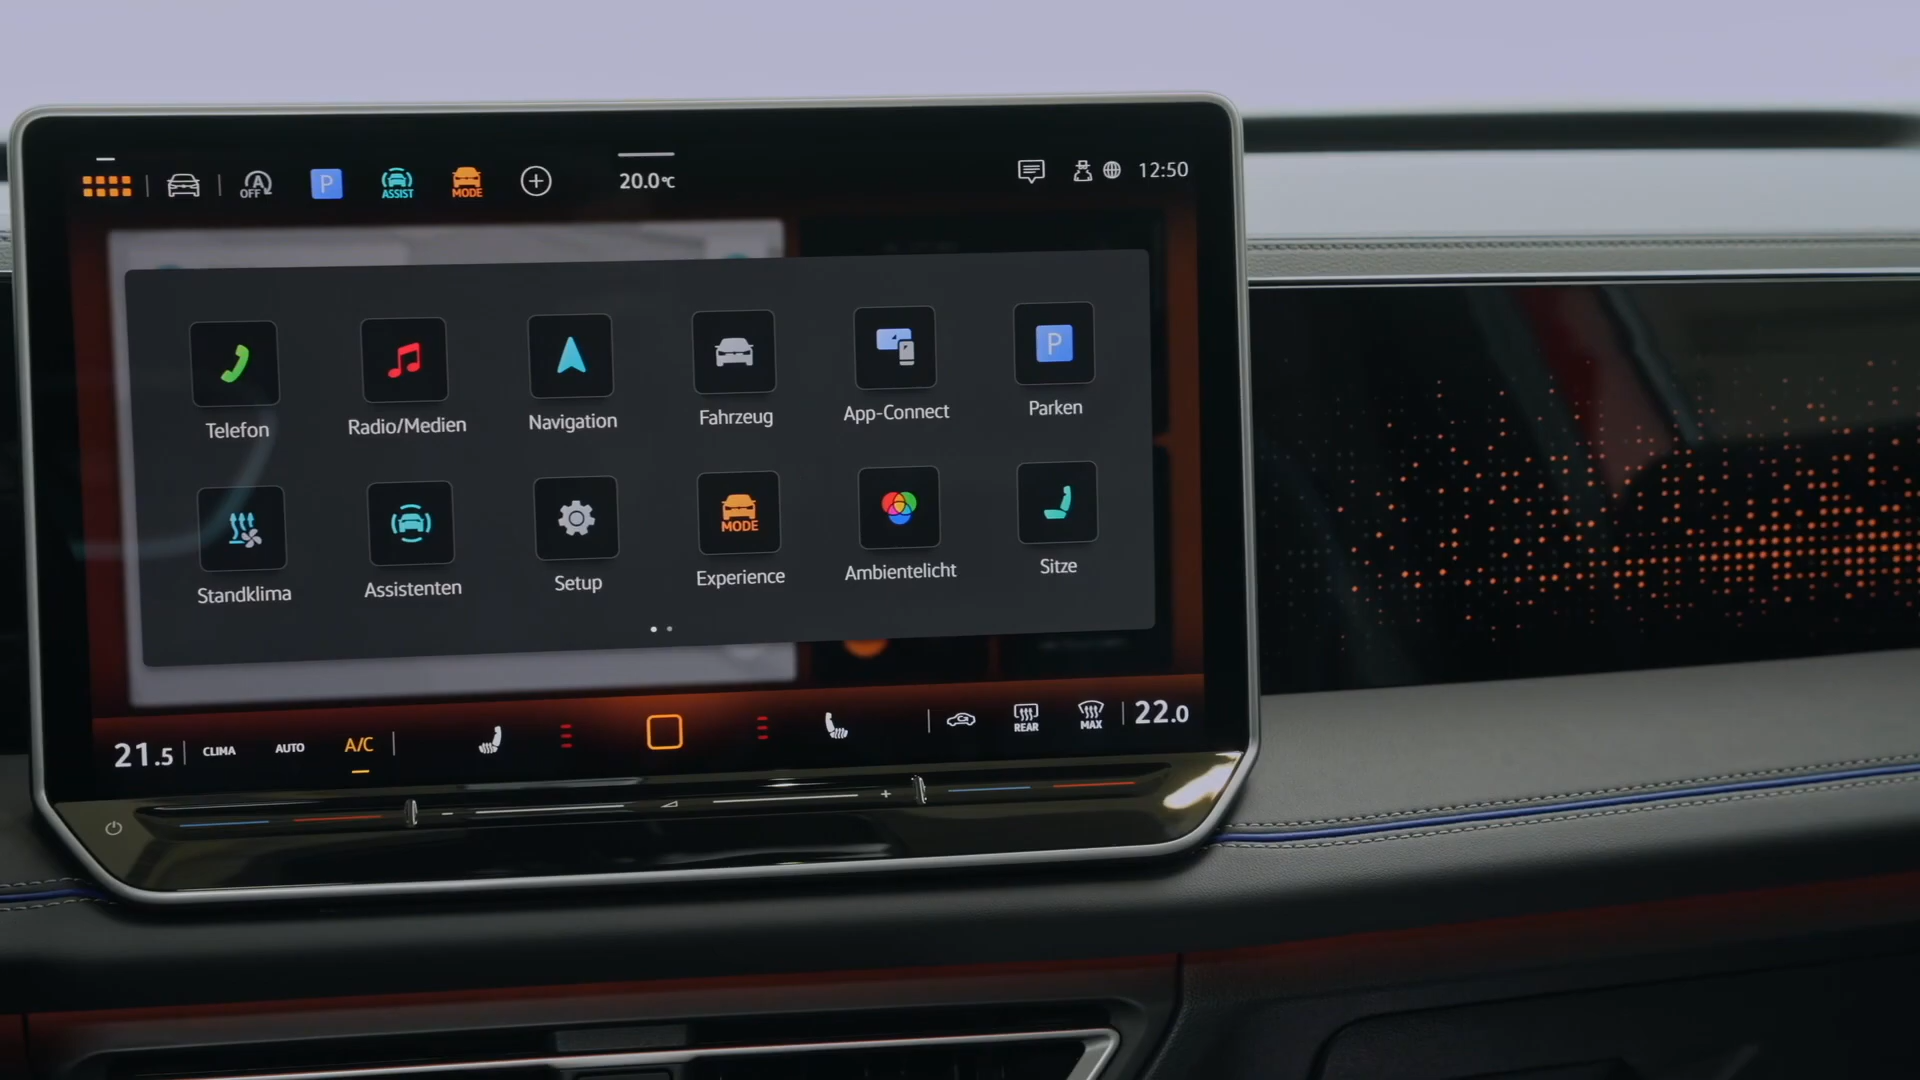 A OFF P ASSIST MODE 20.0°C 12:50
Telefon Radio/Medien Navigation Fahrzeug App-Connect P Parken
Standklima Assistenten Setup MODE Experience Ambientelicht Sitze
21.5 CLIMA AUTO A/C REAR MAX 22.0
- +